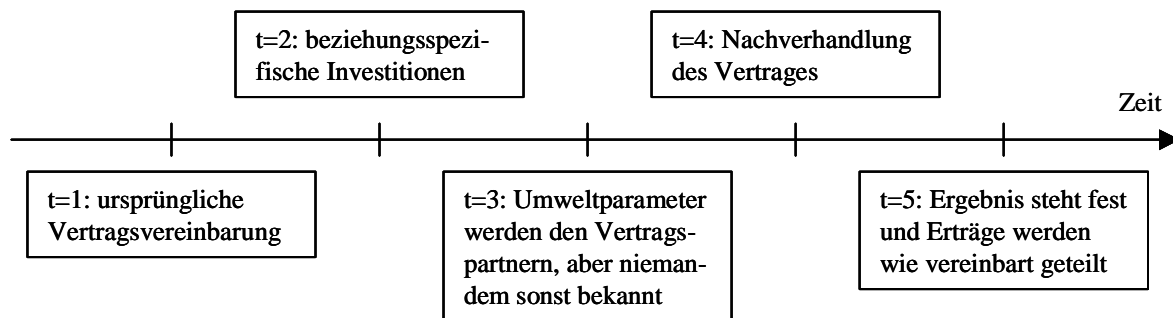 t=2: beziehungsspezi-
fische Investitionen
t=4: Nachverhandlung
des Vertrages
Zeit
t=1: ursprüngliche
Vertragsvereinbarung
t=3: Umweltparameter
werden den Vertrags-
partnern, aber nieman-
dem sonst bekannt
t=5: Ergebnis steht fest
und Erträge werden
wie vereinbart geteilt